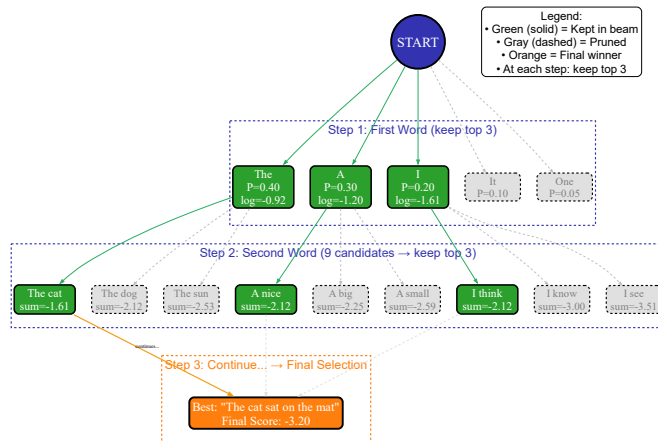 Legend:
• Green (solid) = Kept in beam
• Gray (dashed) = Pruned
• Orange = Final winner
• At each step: keep top 3
START
Step 1: First Word (keep top 3)
The
P=0.40
log=-0.92
A
P=0.30
log=-1.20
I
P=0.20
log=-1.61
It
P=0.10
One
P=0.05
Step 2: Second Word (9 candidates → keep top 3)
The cat
sum=-1.61
The dog
sum=-2.12
The sun
sum=-2.53
A nice
sum=-2.12
A big
sum=-2.25
A small
sum=-2.59
I think
sum=-2.12
I know
sum=-3.00
I see
sum=-3.51
continue...
Step 3: Continue... → Final Selection
Best: "The cat sat on the mat"
Final Score: -3.20